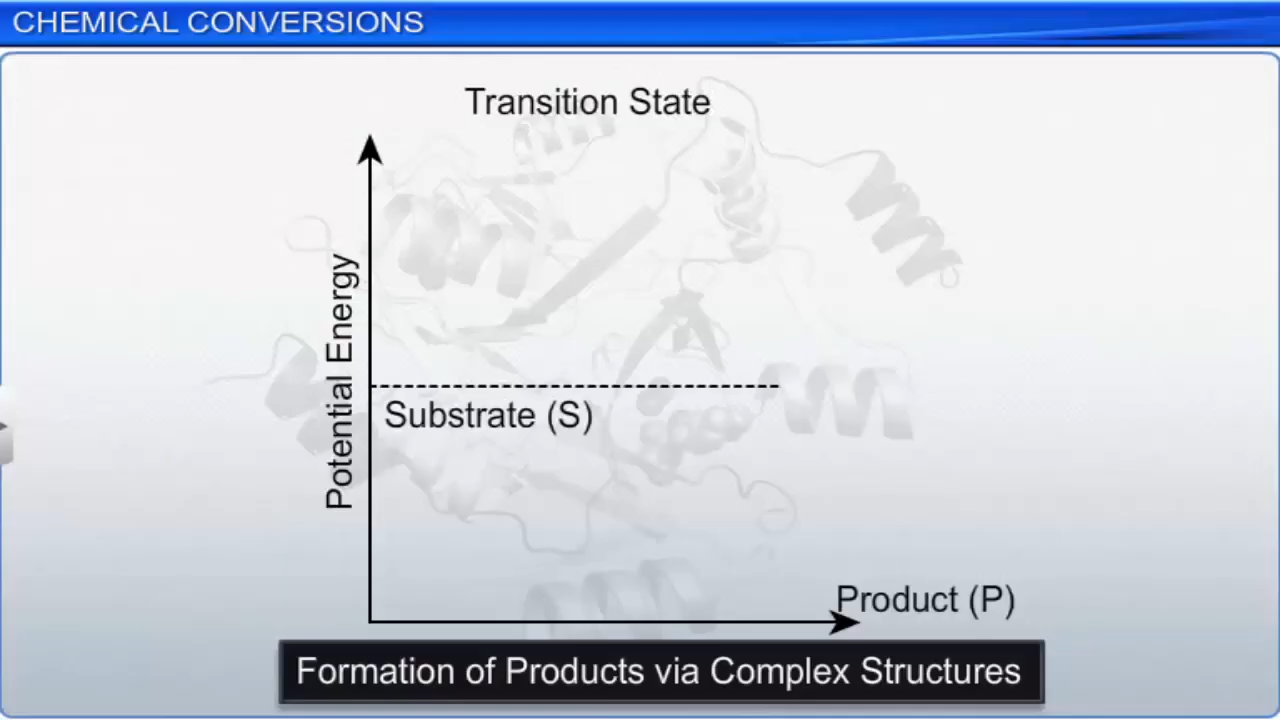 CHEMICAL CONVERSIONS
Transition State
Potential Energy
Substrate (S)
Product (P)
Formation of Products via Complex Structures